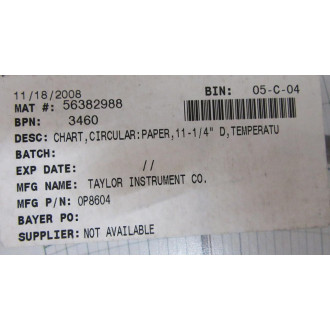 11/18/2008 BIN: 05-C-04
MAT #: 56382988
BPN: 3460
DESC: CHART,CIRCULAR:PAPER,11-1/4" D,TEMPERATU
BATCH:
EXP DATE: //
MFG NAME: TAYLOR INSTRUMENT CO.
MFG P/N: 0P8604
BAYER PO:
SUPPLIER: NOT AVAILABLE